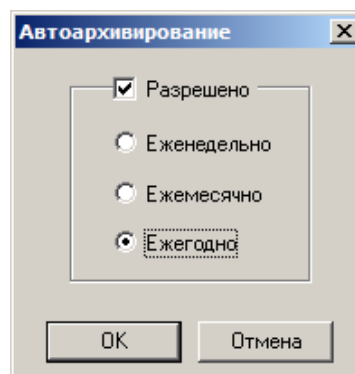 Автоархивирование
Разрешено
Еженедельно
Ежемесячно
Ежегодно
OK Отмена